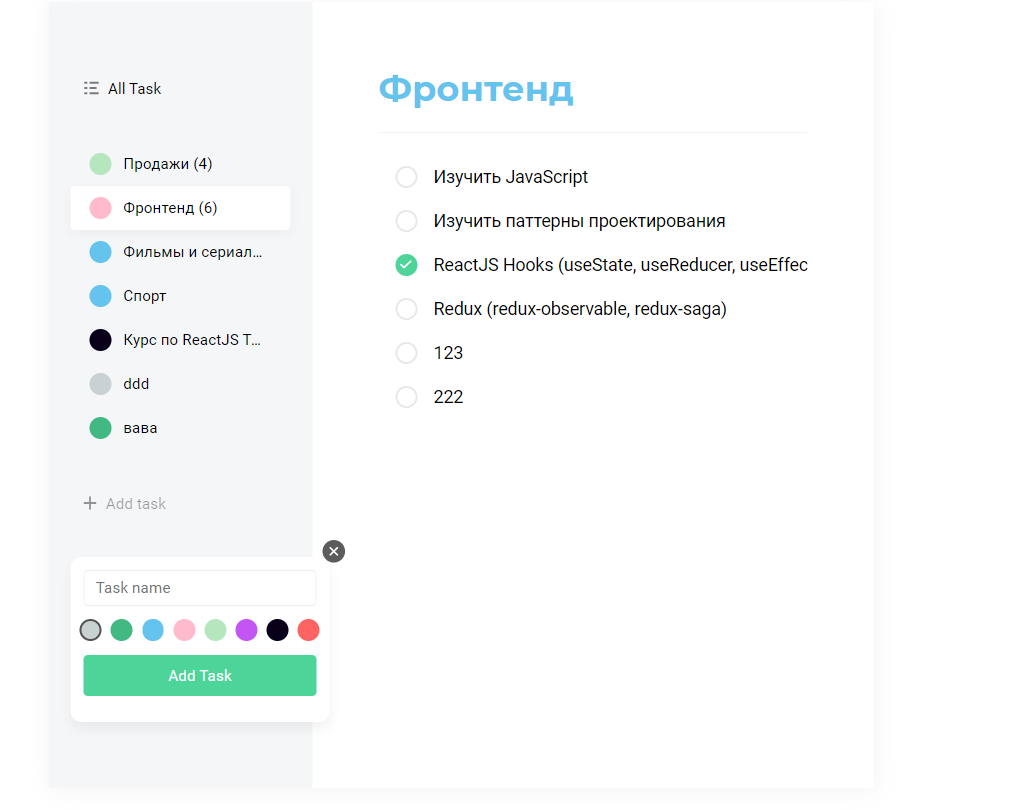 All Task
Продажи (4)
Фронтенд (6)
Фильмы и сериал...
Спорт
Курс по ReactJS T...
ddd
вава
Add task
Task name
Add Task
Фронтенд
Изучить JavaScript
Изучить паттерны проектирования
ReactJS Hooks (useState, useReducer, useEffec
Redux (redux-observable, redux-saga)
123
222